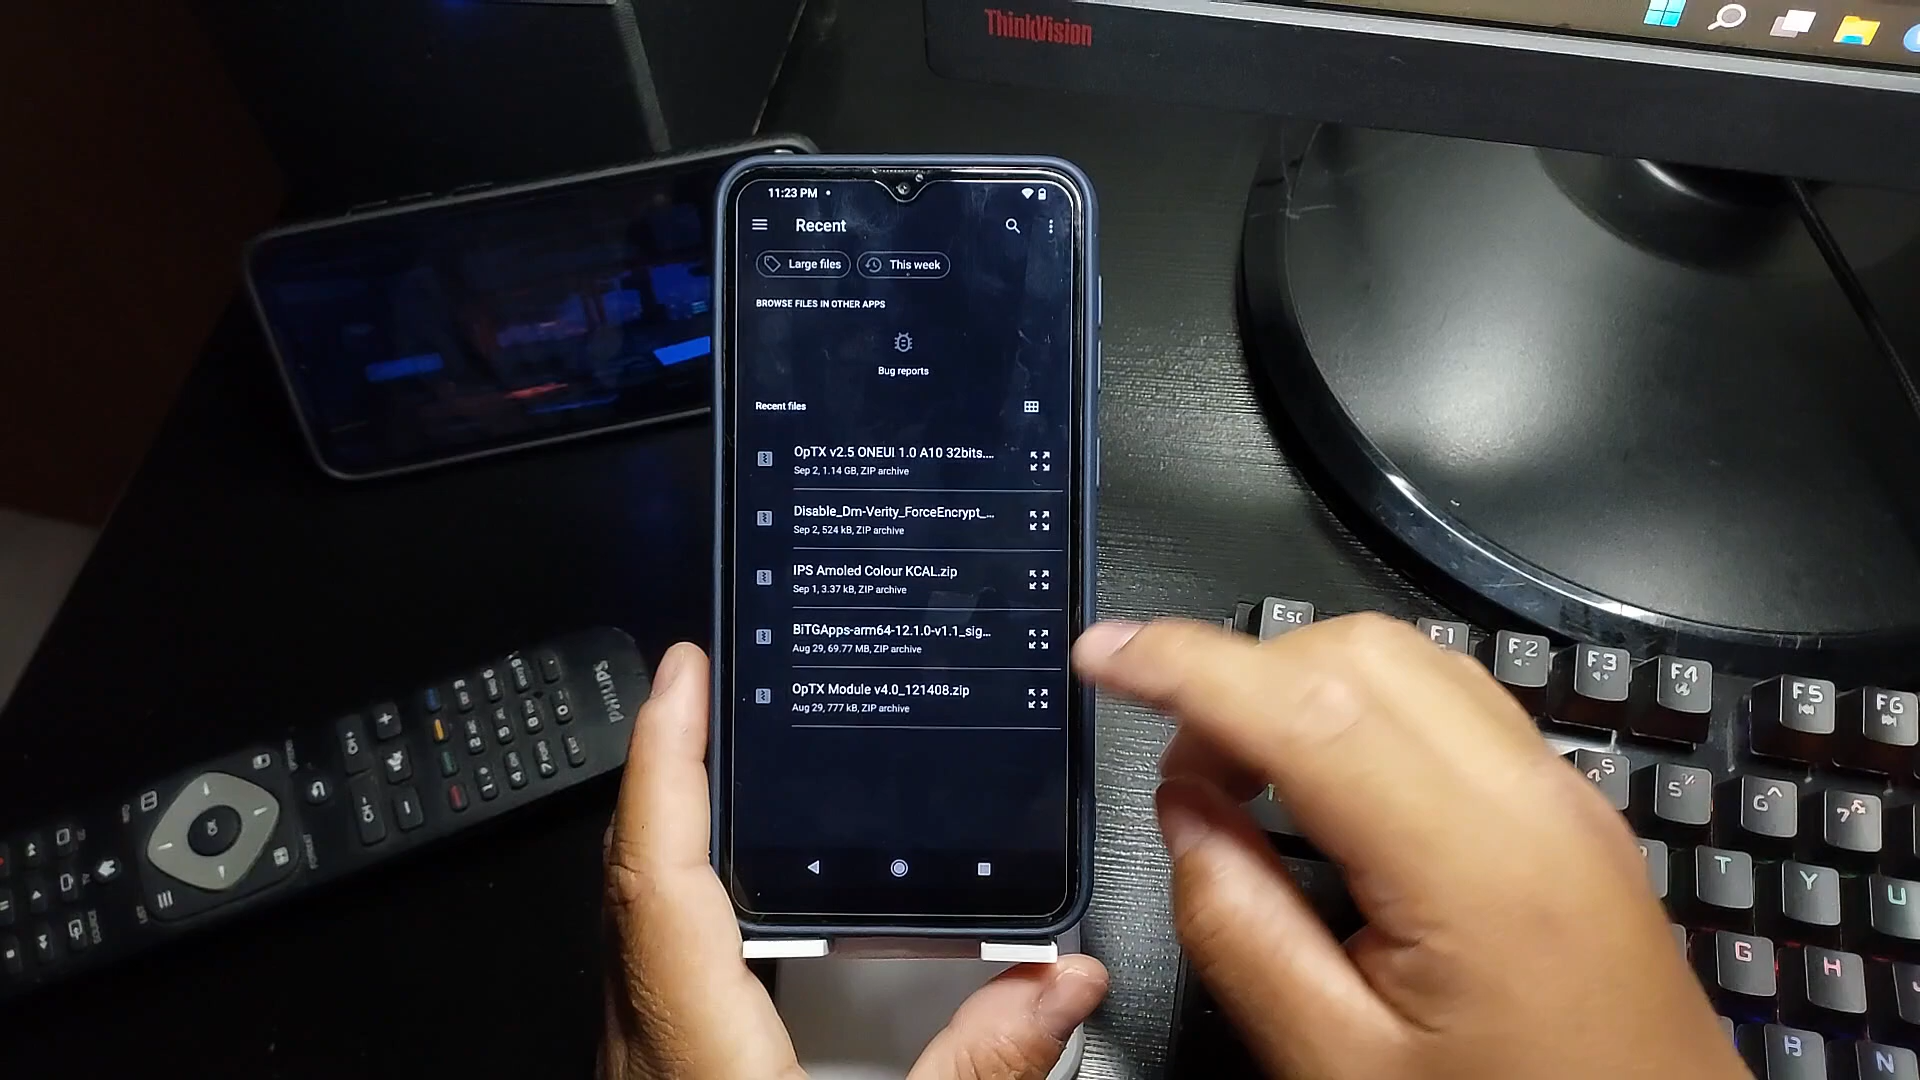 ThinkVision
11:23 PM
Recent
Large files
This week
BROWSE FILES IN OTHER APPS
Bug reports
Recent files
OpTX v2.5 ONEUI 1.0 A10 32bits....
Sep 2, 1.14 GB, ZIP archive
Disable_Dm-Verity_ForceEncrypt_...
Sep 2, 524 kB, ZIP archive
IPS Amoled Colour KCAL.zip
Sep 1, 3.37 kB, ZIP archive
BiTGApps-arm64-12.1.0-v1.1_sig...
Aug 29, 69.77 MB, ZIP archive
OpTX Module v4.0_121408.zip
Aug 29, 777 kB, ZIP archive
PHILIPS
OK
Esc
F1
F2
F3
F4
F5
F6
T
Y
U
G
H
B
N